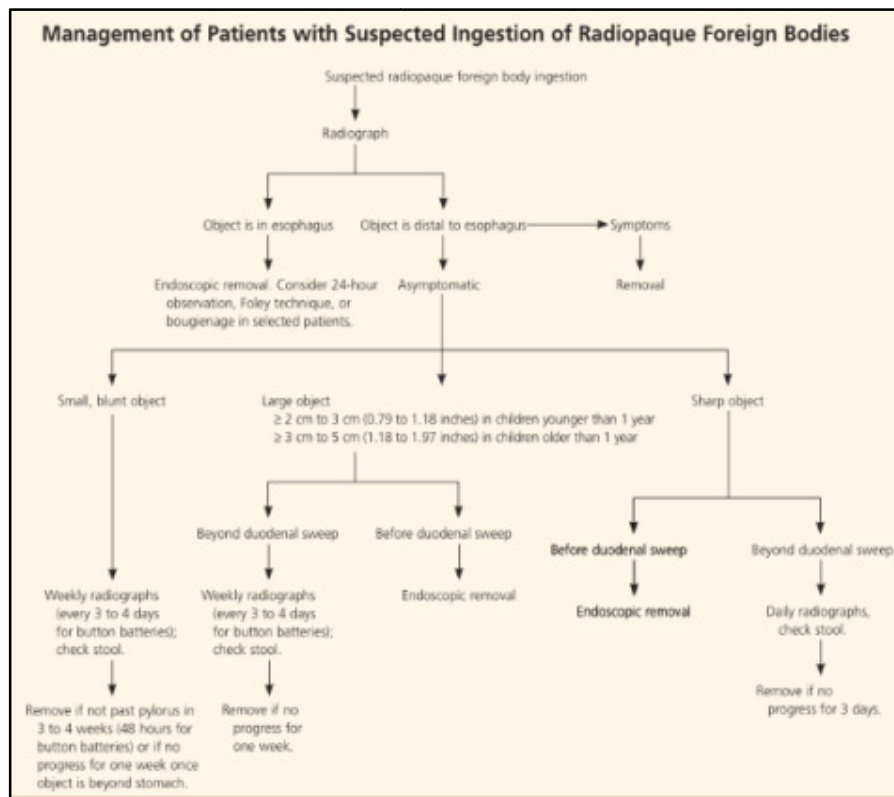 Management of Patients with Suspected Ingestion of Radiopaque Foreign Bodies
Suspected radiopaque foreign body ingestion
Radiograph
Object is in esophagus
Object is distal to esophagus
Symptoms
Endoscopic removal. Consider 24-hour
observation, Foley technique, or
bougienage in selected patients.
Asymptomatic
Removal
Small, blunt object
Large object
≥ 2 cm to 3 cm (0.79 to 1.18 inches) in children younger than 1 year
≥ 3 cm to 5 cm (1.18 to 1.97 inches) in children older than 1 year
Sharp object
Beyond duodenal sweep
Before duodenal sweep
Before duodenal sweep
Beyond duodenal sweep
Weekly radiographs
(every 3 to 4 days
for button batteries);
check stool.
Weekly radiographs
(every 3 to 4 days
for button batteries);
check stool.
Endoscopic removal
Endoscopic removal
Daily radiographs,
check stool.
Remove if not past pylorus in
3 to 4 weeks (48 hours for
button batteries) or if no
progress for one week once
object is beyond stomach.
Remove if no
progress for
one week.
Remove if no
progress for 3 days.